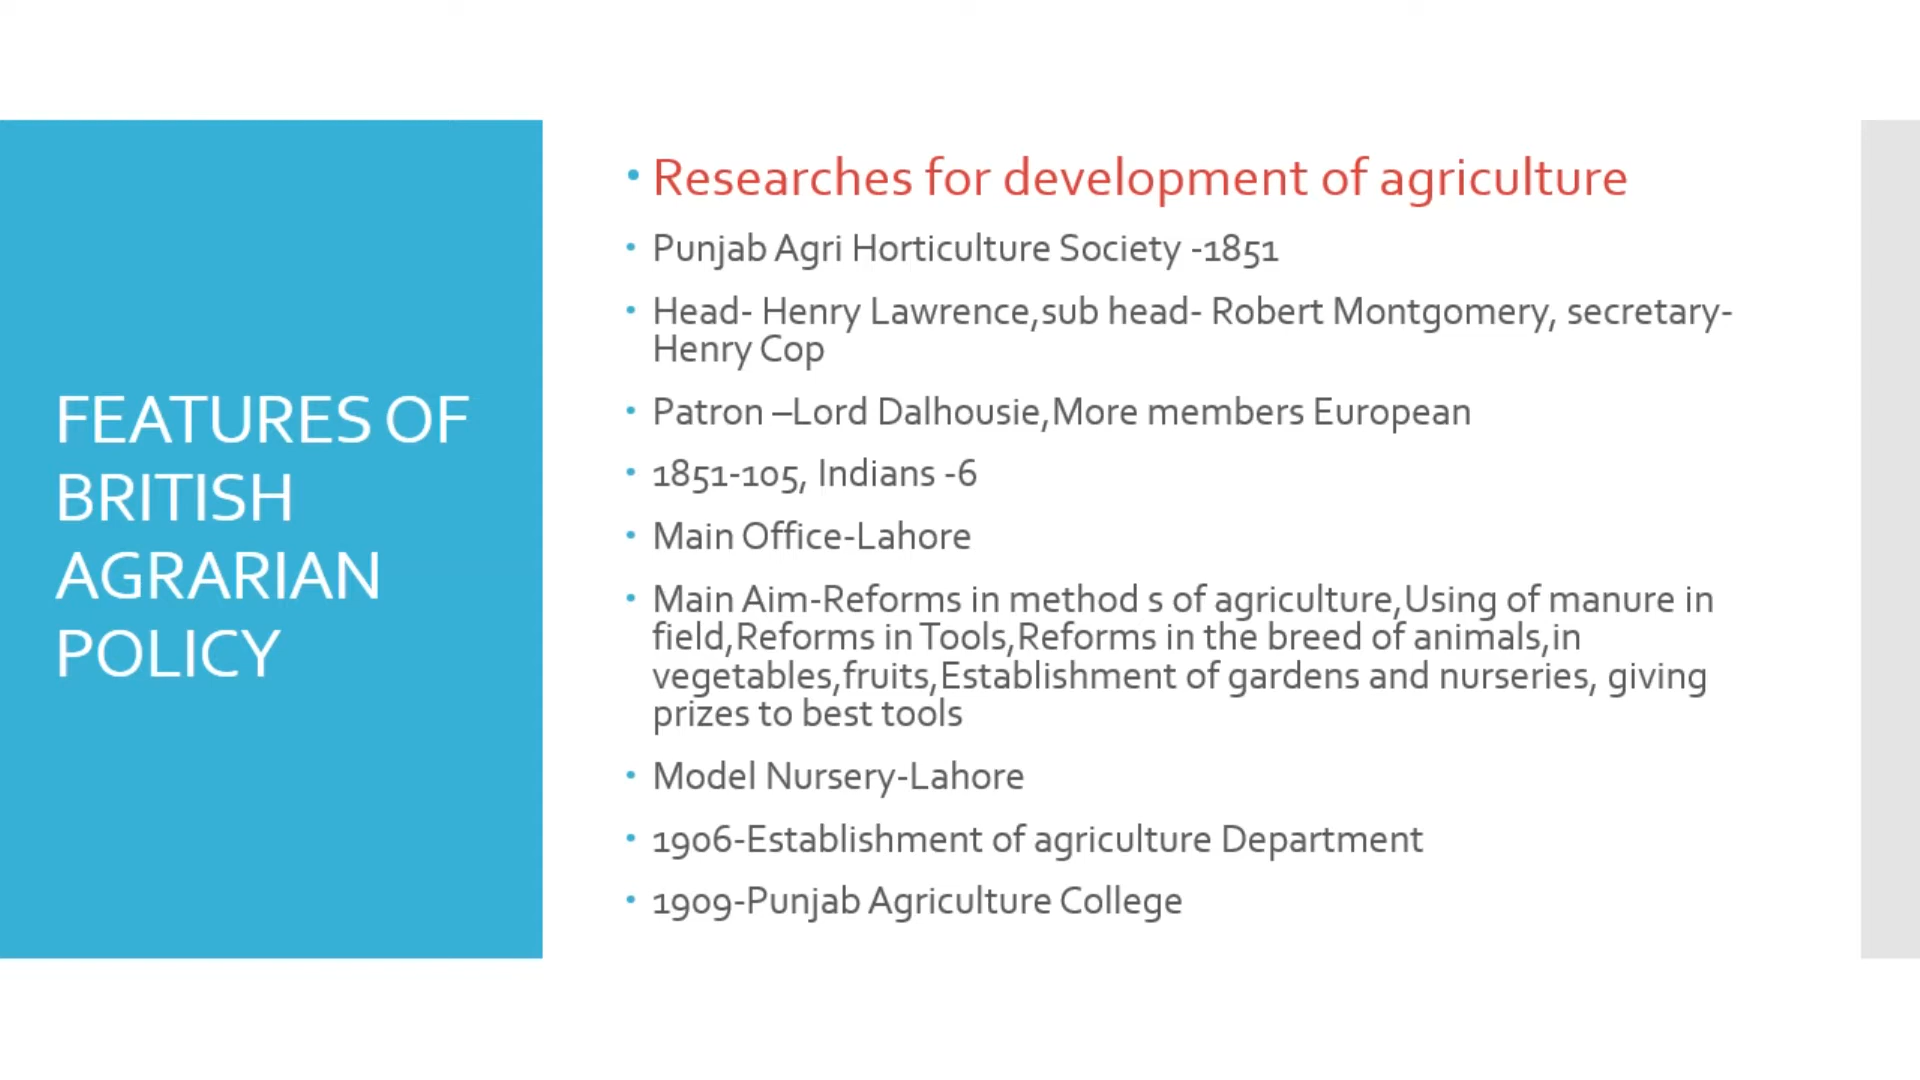 FEATURES OF
BRITISH
AGRARIAN
POLICY
• Researches for development of agriculture
• Punjab Agri Horticulture Society -1851
• Head- Henry Lawrence,sub head- Robert Montgomery, secretary-
Henry Cop
• Patron –Lord Dalhousie,More members European
• 1851-105, Indians -6
• Main Office-Lahore
• Main Aim-Reforms in method s of agriculture,Using of manure in
field,Reforms in Tools,Reforms in the breed of animals,in
vegetables,fruits,Establishment of gardens and nurseries, giving
prizes to best tools
• Model Nursery-Lahore
• 1906-Establishment of agriculture Department
• 1909-Punjab Agriculture College